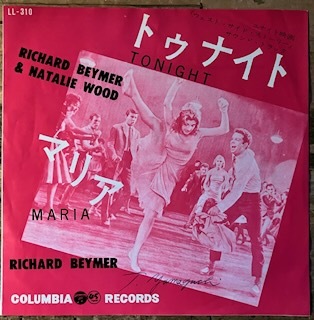 LL-310
トゥナイト
TONIGHT
RICHARD BEYMER
& NATALIE WOOD
マリア
MARIA
RICHARD BEYMER
COLUMBIA RECORDS